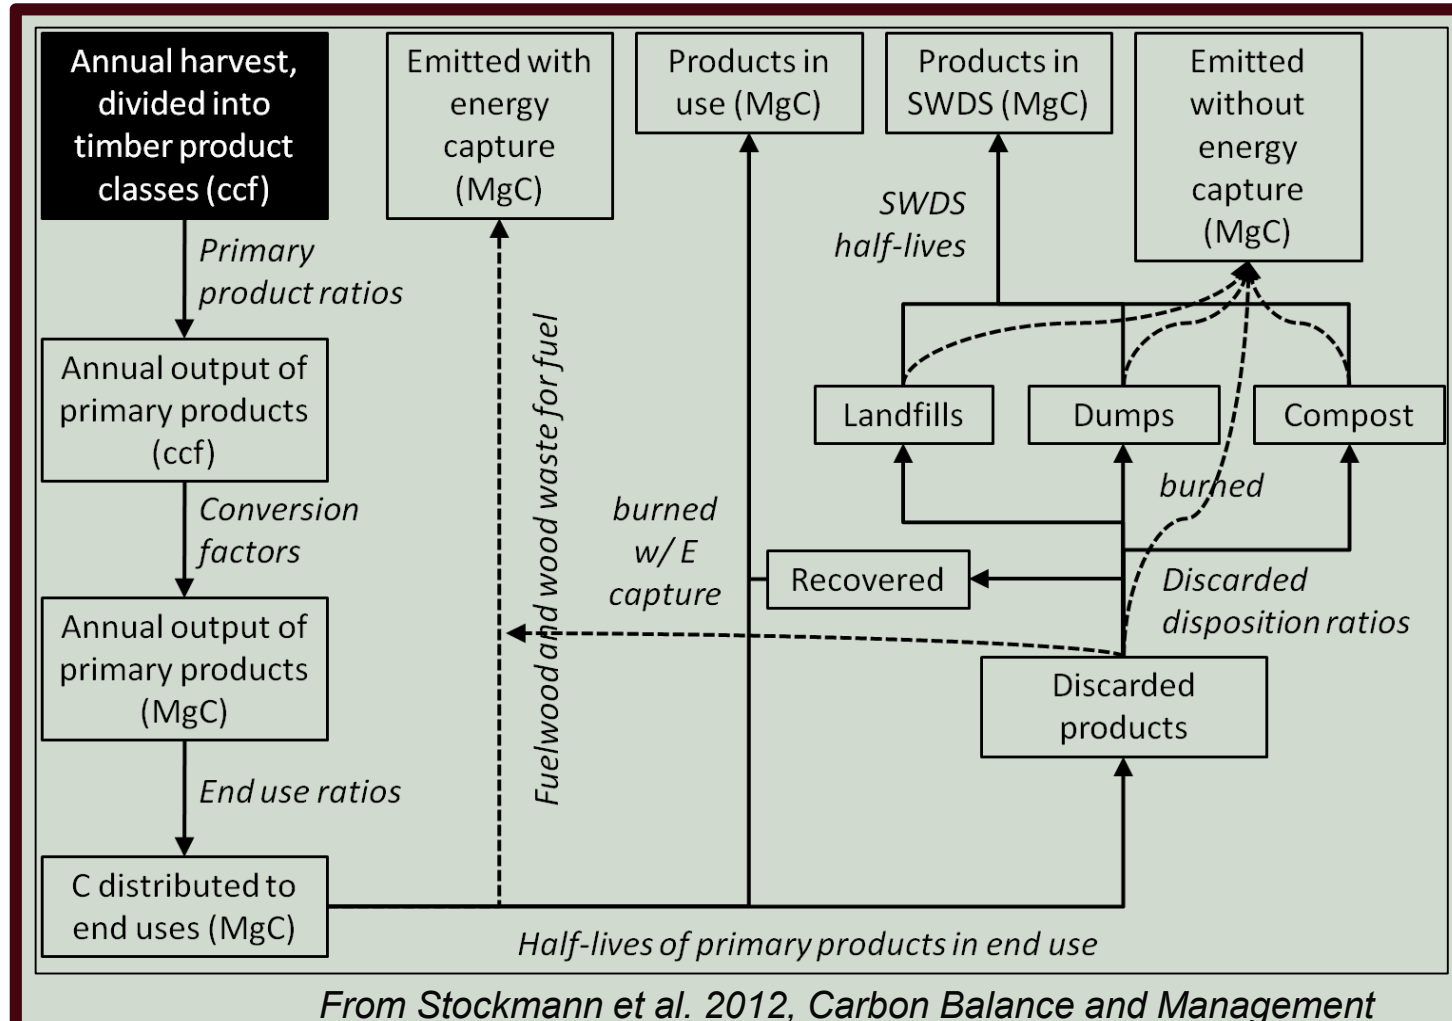 Annual harvest,
divided into
timber product
classes (ccf)
Primary
product ratios
Annual output of
primary products
(ccf)
Conversion
factors
Annual output of
primary products
(MgC)
End use ratios
C distributed to
end uses (MgC)
Emitted with
energy
capture
(MgC)
Fuelwood and wood waste for fuel
Products in
use (MgC)
burned
w/ E
capture
Products in
SWDS (MgC)
SWDS
half-lives
Emitted
without
energy
capture
(MgC)
Landfills
Dumps
Compost
burned
Recovered
Discarded
disposition ratios
Discarded
products
Half-lives of primary products in end use
From Stockmann et al. 2012, Carbon Balance and Management